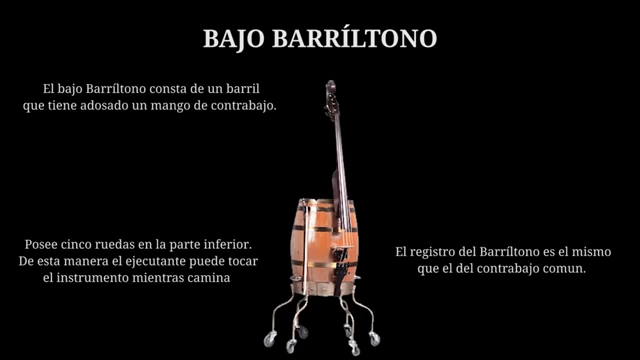 BAJO BARRÍLTONO
El bajo Barríltono consta de un barril
que tiene adosado un mango de contrabajo.
Posee cinco ruedas en la parte inferior.
De esta manera el ejecutante puede tocar
el instrumento mientras camina
El registro del Barríltono es el mismo
que el del contrabajo comun.